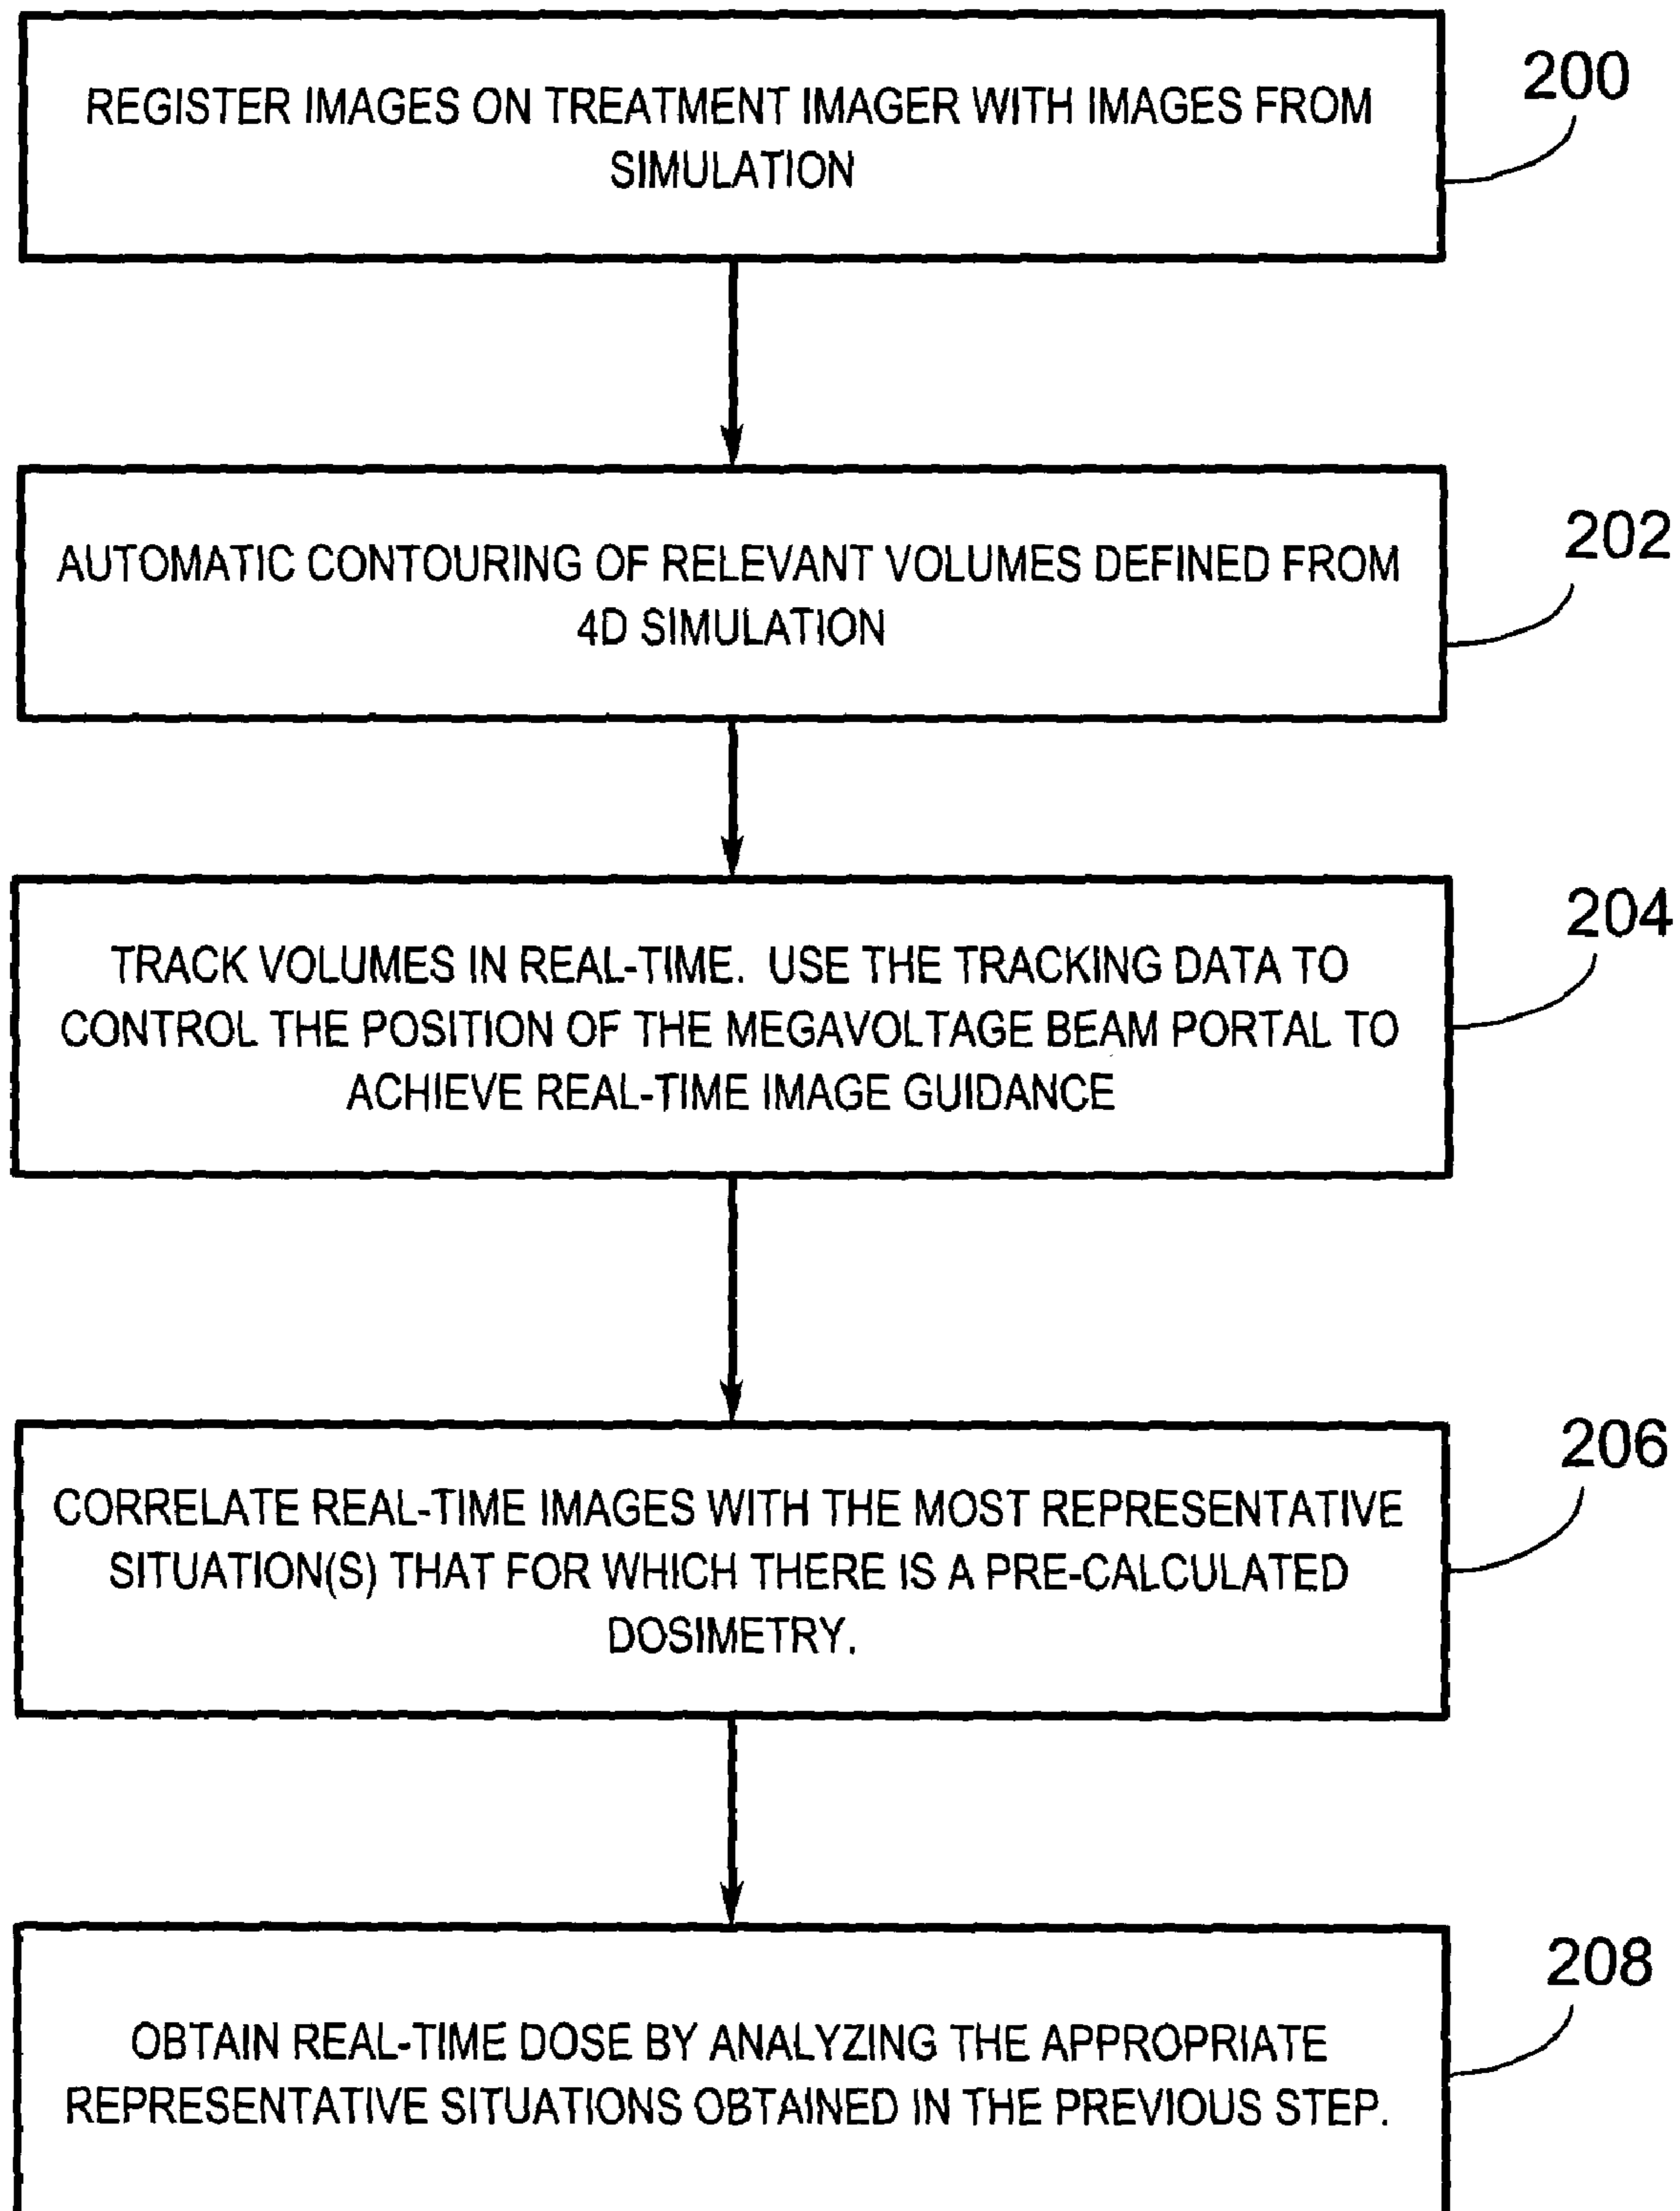 REGISTER IMAGES ON TREATMENT IMAGER WITH IMAGES FROM
SIMULATION
200
AUTOMATIC CONTOURING OF RELEVANT VOLUMES DEFINED FROM
4D SIMULATION
202
TRACK VOLUMES IN REAL-TIME. USE THE TRACKING DATA TO
CONTROL THE POSITION OF THE MEGAVOLTAGE BEAM PORTAL TO
ACHIEVE REAL-TIME IMAGE GUIDANCE
204
CORRELATE REAL-TIME IMAGES WITH THE MOST REPRESENTATIVE
SITUATION(S) THAT FOR WHICH THERE IS A PRE-CALCULATED
DOSIMETRY.
206
OBTAIN REAL-TIME DOSE BY ANALYZING THE APPROPRIATE
REPRESENTATIVE SITUATIONS OBTAINED IN THE PREVIOUS STEP.
208